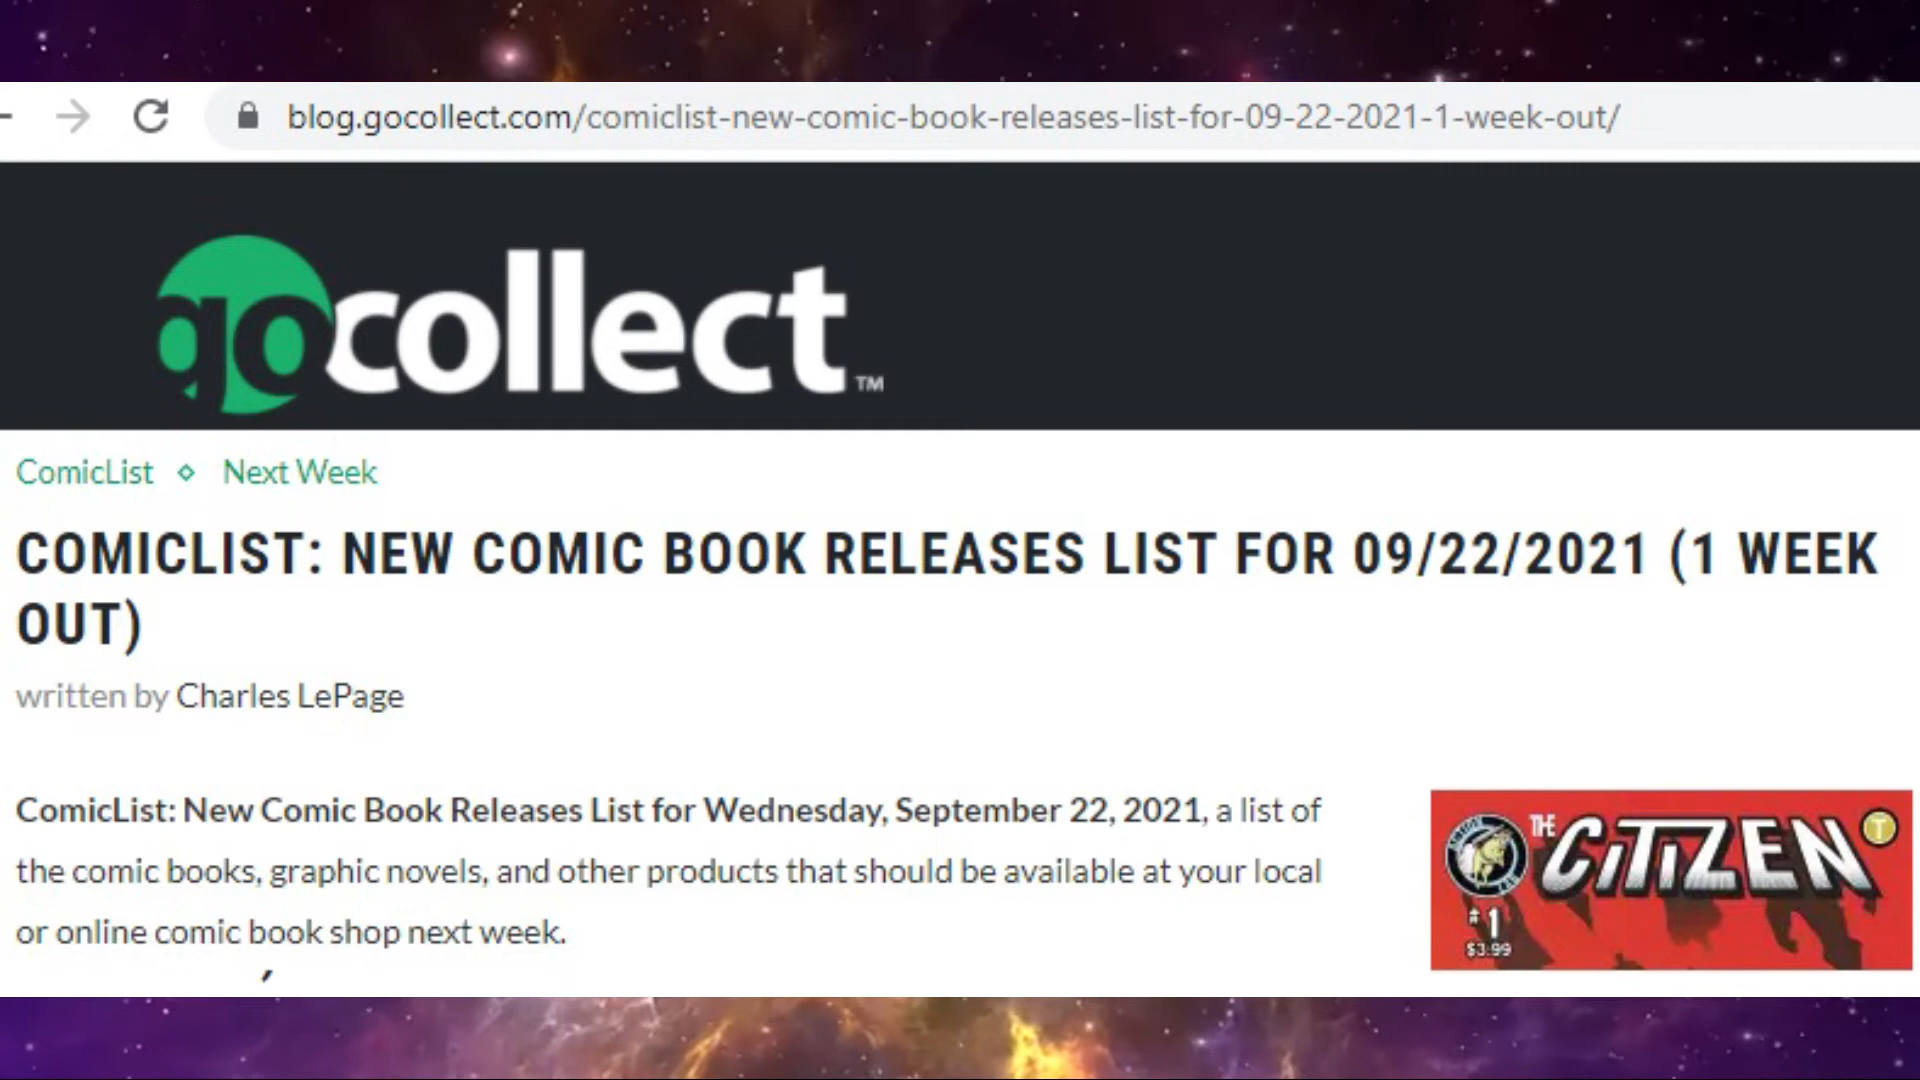 blog.gocollect.com/comiclist-new-comic-book-releases-list-for-09-22-2021-1-week-out/
gocollect™
ComicList ⋄ Next Week
COMICLIST: NEW COMIC BOOK RELEASES LIST FOR 09/22/2021 (1 WEEK
OUT)
written by Charles LePage
ComicList: New Comic Book Releases List for Wednesday, September 22, 2021, a list of
the comic books, graphic novels, and other products that should be available at your local
or online comic book shop next week.
THE CITIZEN T
#1
$3.99